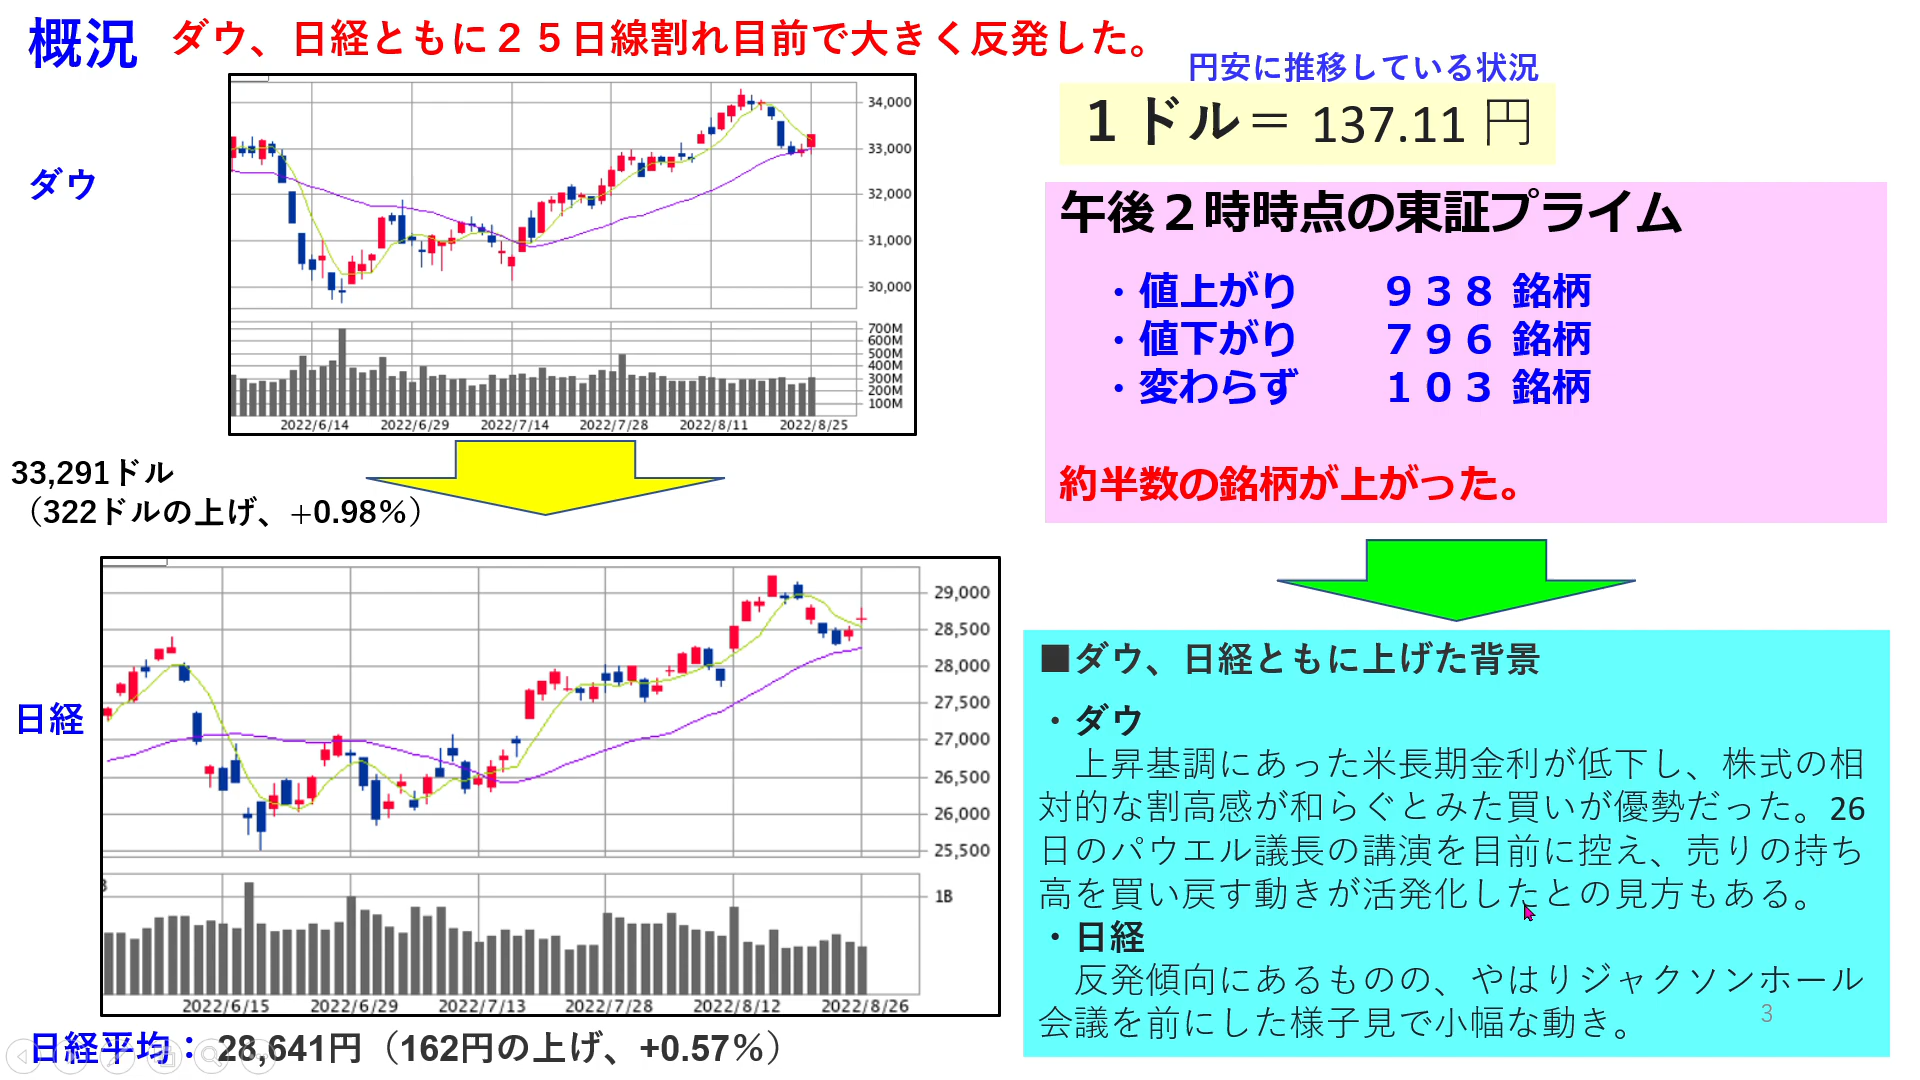 概況
ダウ、日経ともに２５日線割れ目前で大きく反発した。
円安に推移している状況
１ドル＝ 137.11 円
ダウ
34,000
33,000
32,000
31,000
30,000
700M
600M
500M
400M
300M
200M
100M
2022/6/14 2022/6/29 2022/7/14 2022/7/28 2022/8/11 2022/8/25
33,291ドル
（322ドルの上げ、+0.98%）
午後２時時点の東証プライム
・値上がり ９３８ 銘柄
・値下がり ７９６ 銘柄
・変わらず １０３ 銘柄
約半数の銘柄が上がった。
日経
29,000
28,500
28,000
27,500
27,000
26,500
26,000
25,500
1B
2022/6/15 2022/6/29 2022/7/13 2022/7/28 2022/8/12 2022/8/26
日経平均： 28,641円（162円の上げ、+0.57%）
■ダウ、日経ともに上げた背景
・ダウ
上昇基調にあった米長期金利が低下し、株式の相
対的な割高感が和らぐとみた買いが優勢だった。26
日のパウエル議長の講演を目前に控え、売りの持ち
高を買い戻す動きが活発化したとの見方もある。
・日経
反発傾向にあるものの、やはりジャクソンホール
会議を前にした様子見で小幅な動き。
3